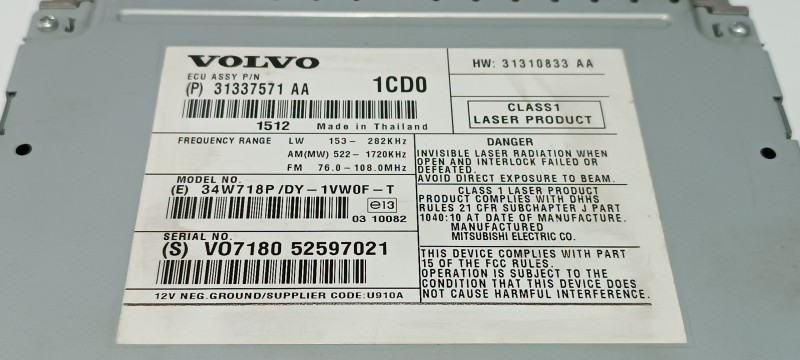 J
VOLVO
ECU ASSY P/N
(P) 31337571 AA 1CD0
1512 Made in Thailand
HW: 31310833 AA
CLASS1
LASER PRODUCT
FREQUENCY RANGE LW 153- 282KHz
AM(MW) 522- 1720KHz
FM 76.0-108.0MHz
MODEL NO.
(E) 34W718P/DY-1VW0F-T
e13
03 10082
SERIAL NO.
(S) VO7180 52597021
12V NEG.GROUND/SUPPLIER CODE:U910A
DANGER
INVISIBLE LASER RADIATION WHEN
OPEN AND INTERLOCK FAILED OR
DEFEATED.
AVOID DIRECT EXPOSURE TO BEAM.
CLASS 1 LASER PRODUCT
PRODUCT COMPLIES WITH DHHS
RULES 21 CFR SUBCHAPTER J PART
1040:10 AT DATE OF MANUFACTURE.
MANUFACTURED
MITSUBISHI ELECTRIC CO.
THIS DEVICE COMPLIES WITH PART
15 OF THE FCC RULES.
OPERATION IS SUBJECT TO THE
CONDITION THAT THIS DEVICE DOES
NOT CAUSE HARMFUL INTERFERENCE.